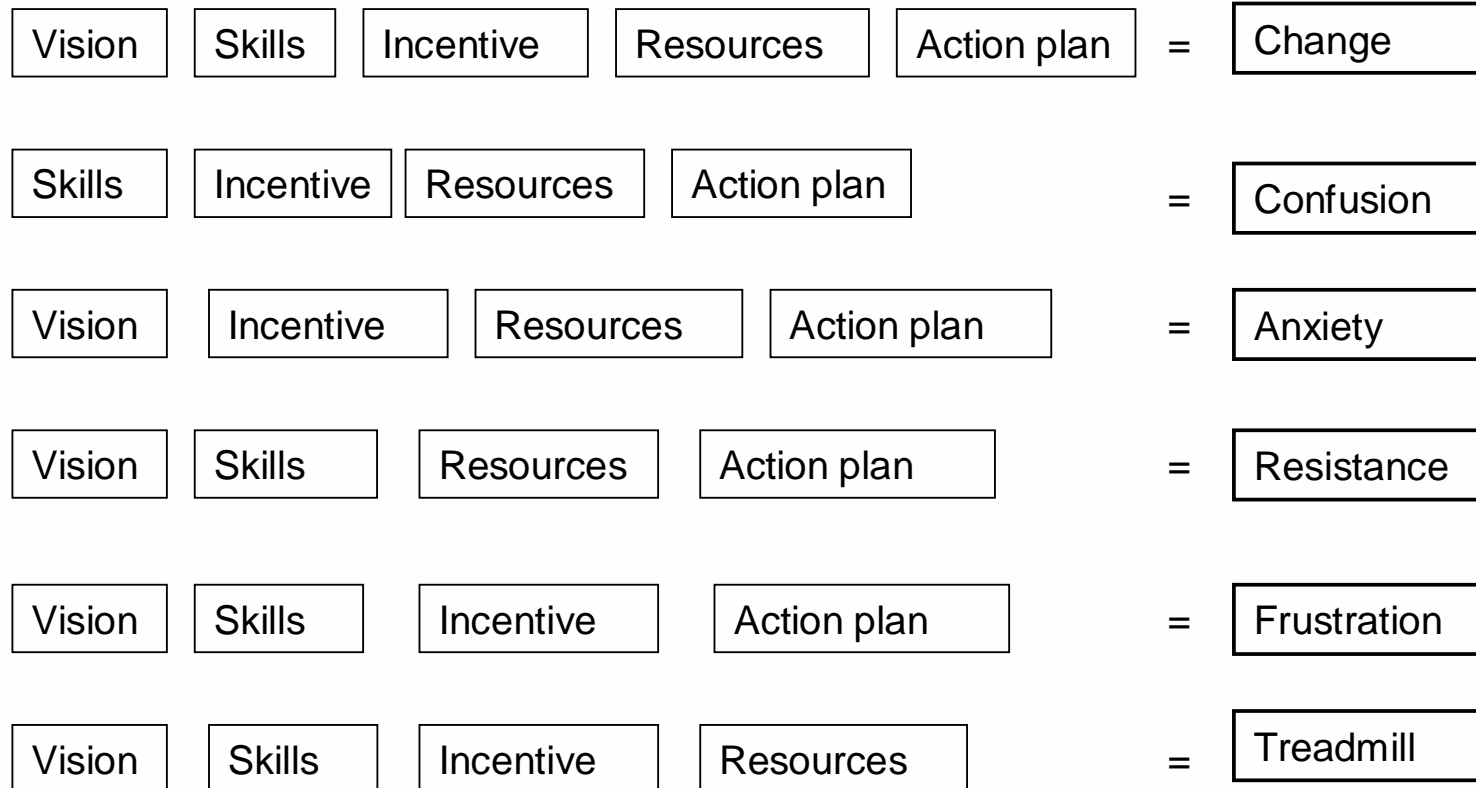 Vision Skills Incentive Resources Action plan = Change
Skills Incentive Resources Action plan = Confusion
Vision Incentive Resources Action plan = Anxiety
Vision Skills Resources Action plan = Resistance
Vision Skills Incentive Action plan = Frustration
Vision Skills Incentive Resources = Treadmill